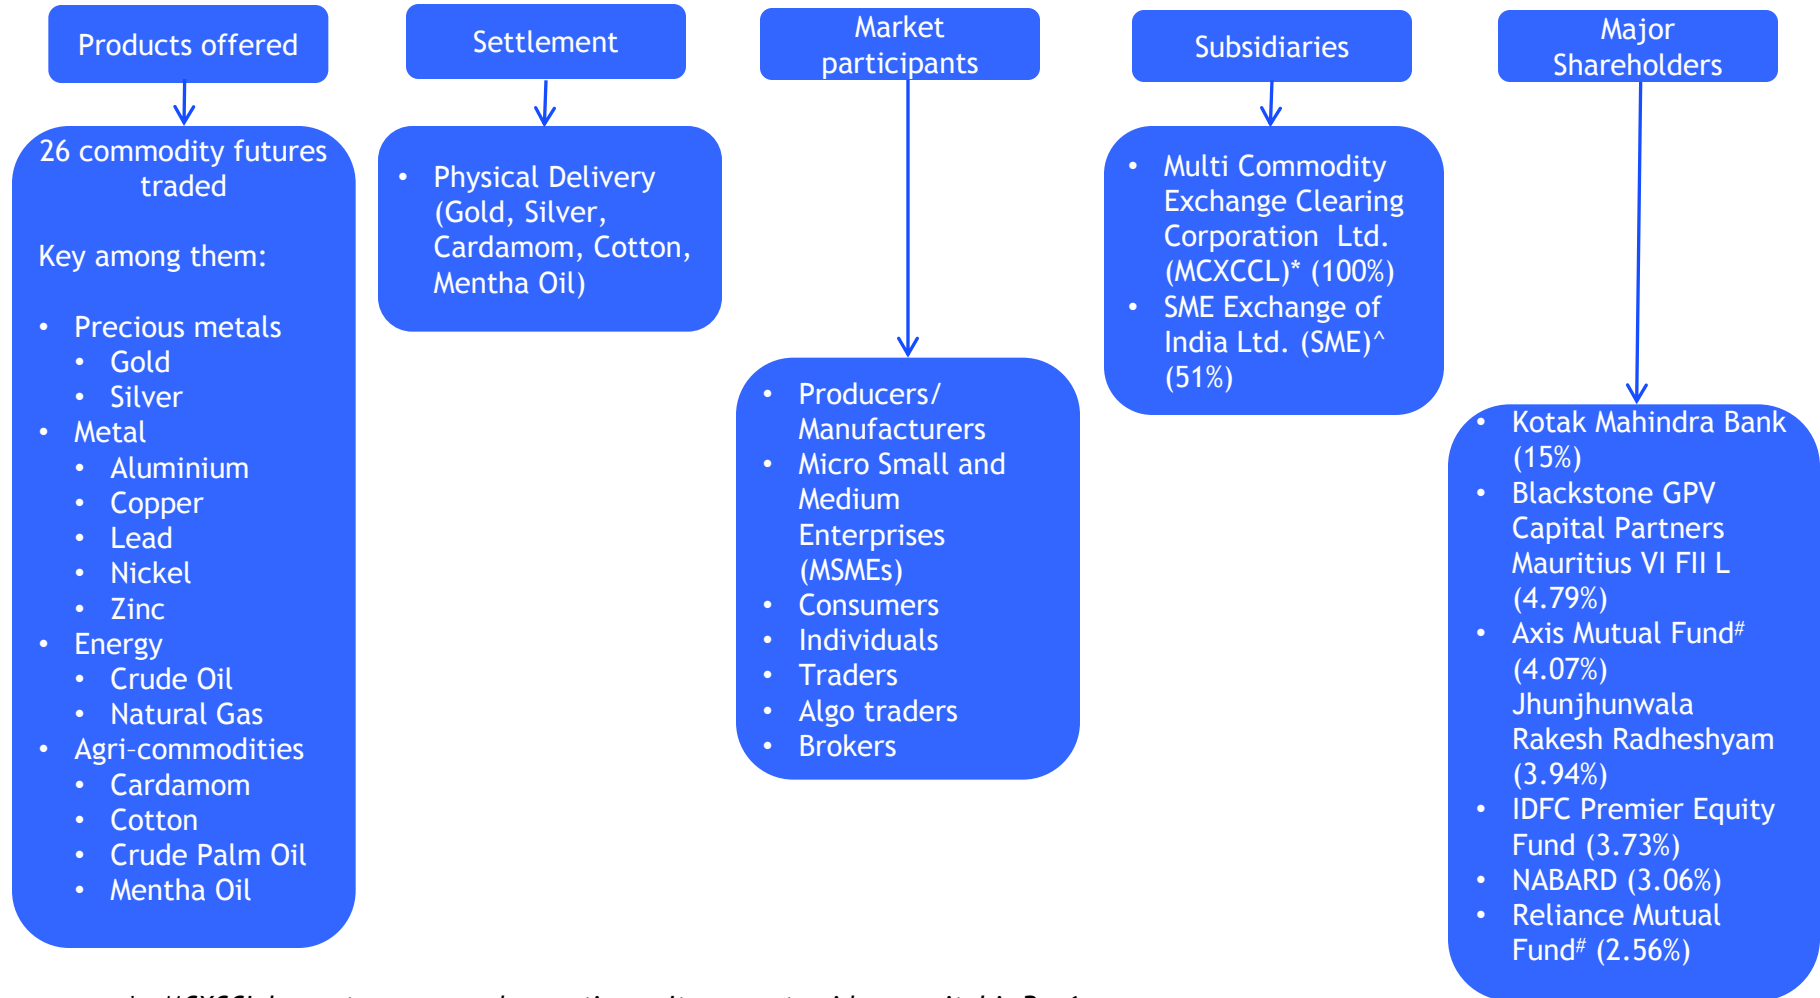 Products offered
26 commodity futures
traded
Key among them:
• Precious metals
• Gold
• Silver
• Metal
• Aluminium
• Copper
• Lead
• Nickel
• Zinc
• Energy
• Crude Oil
• Natural Gas
• Agri-commodities
• Cardamom
• Cotton
• Crude Palm Oil
• Mentha Oil
Settlement
• Physical Delivery
(Gold, Silver,
Cardamom, Cotton,
Mentha Oil)
Market
participants
• Producers/
Manufacturers
• Micro Small and
Medium
Enterprises
(MSMEs)
• Consumers
• Individuals
• Traders
• Algo traders
• Brokers
Subsidiaries
• Multi Commodity
Exchange Clearing
Corporation Ltd.
(MCXCCL)* (100%)
• SME Exchange of
India Ltd. (SME)^
(51%)
Major
Shareholders
• Kotak Mahindra Bank
(15%)
• Blackstone GPV
Capital Partners
Mauritius VI FII L
(4.79%)
• Axis Mutual Fund#
(4.07%)
Jhunjhunwala
Rakesh Radheshyam
(3.94%)
• IDFC Premier Equity
Fund (3.73%)
• NABARD (3.06%)
• Reliance Mutual
Fund# (2.56%)